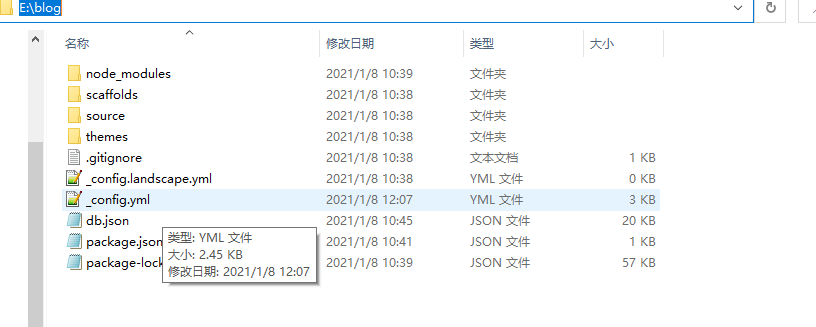 E:\blog
名称 修改日期 类型 大小
node_modules 2021/1/8 10:39 文件夹
scaffolds 2021/1/8 10:38 文件夹
source 2021/1/8 10:38 文件夹
themes 2021/1/8 10:38 文件夹
.gitignore 2021/1/8 10:38 文本文档 1 KB
_config.landscape.yml 2021/1/8 10:38 YML 文件 0 KB
_config.yml 2021/1/8 12:07 YML 文件 3 KB
db.json 2021/1/8 10:45 JSON 文件 20 KB
package.json 2021/1/8 10:41 JSON 文件 1 KB
package-lock 2021/1/8 10:39 JSON 文件 57 KB
类型: YML 文件
大小: 2.45 KB
修改日期: 2021/1/8 12:07